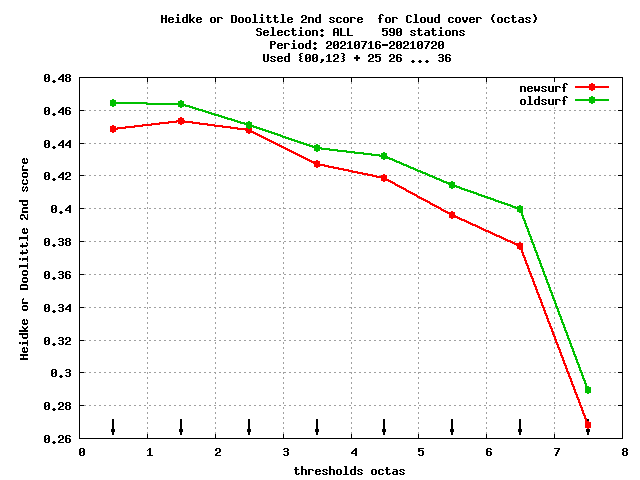 Heidke or Doolittle 2nd score  for Cloud cover (octas)
Selection: ALL    590 stations
Period: 20210716-20210720
Used {00,12} + 25 26 ... 36
newsurf
oldsurf
Heidke or Doolittle 2nd score
0.48
0.46
0.44
0.42
0.4
0.38
0.36
0.34
0.32
0.3
0.28
0.26
0 1 2 3 4 5 6 7 8
thresholds octas